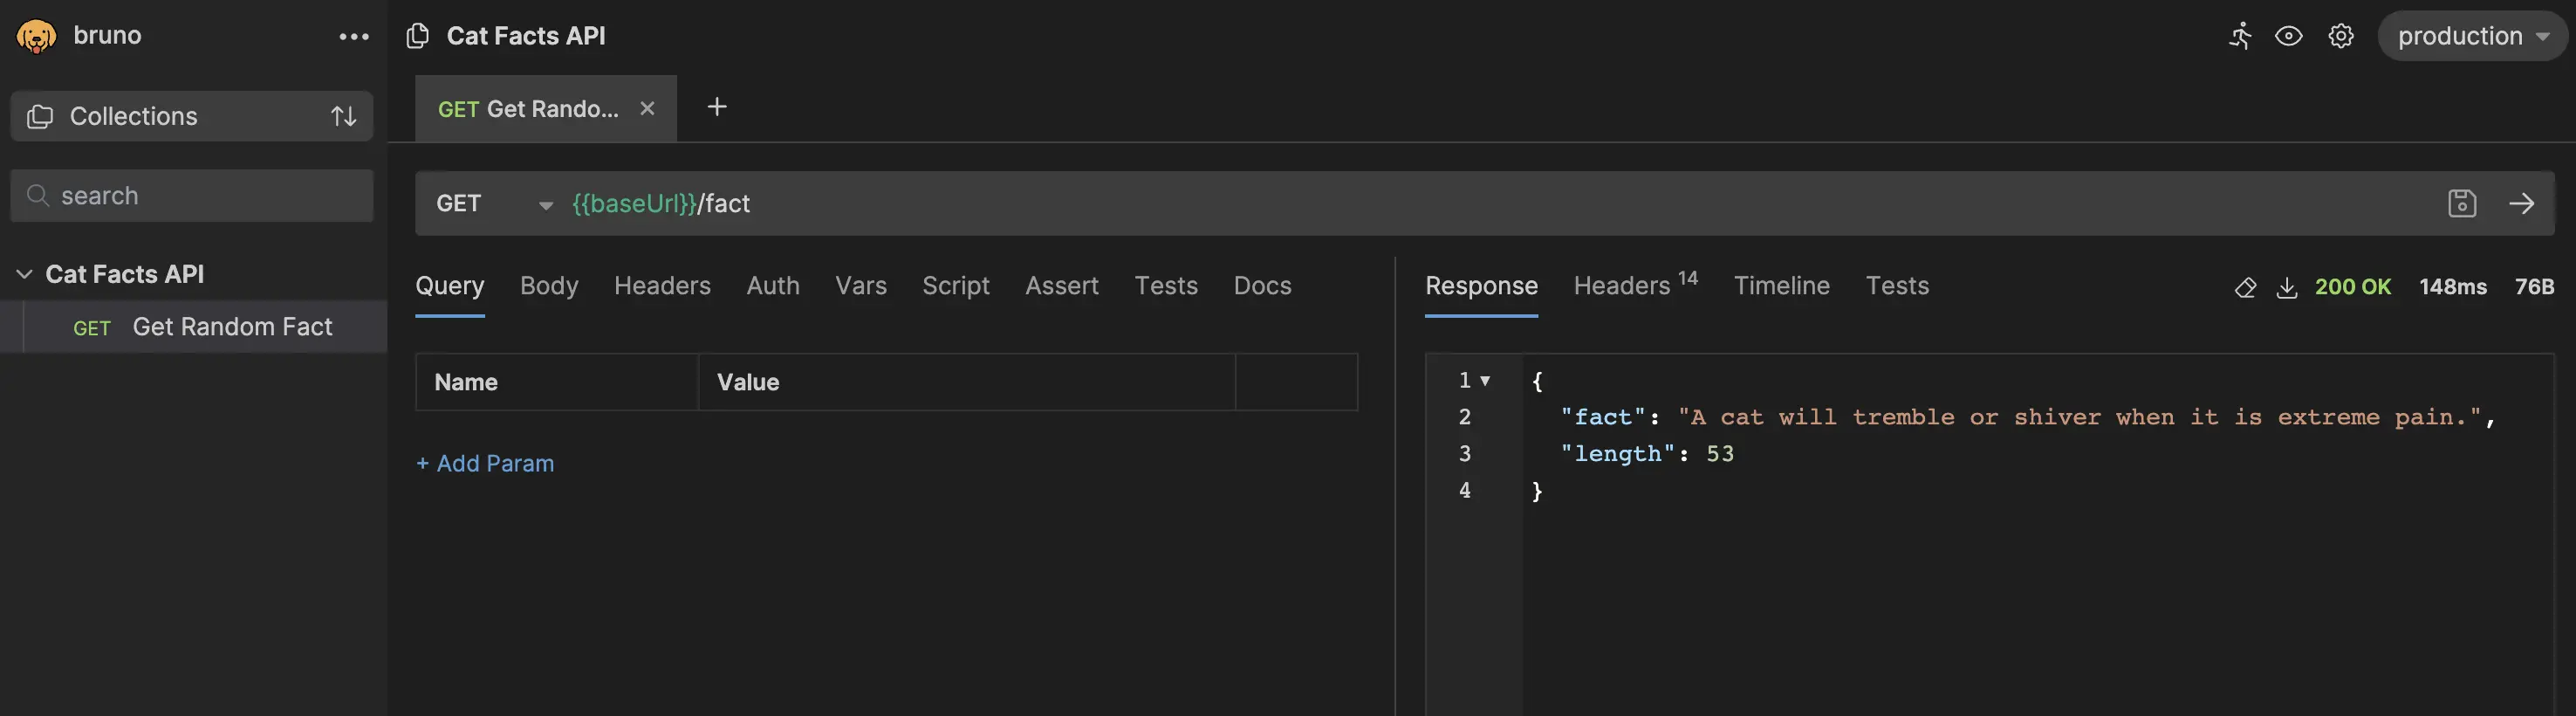 bruno
Collections
search
Cat Facts API
GET Get Random Fact
Cat Facts API
production
GET Get Rando...
GET {{baseUrl}}/fact
Query Body Headers Auth Vars Script Assert Tests Docs
Name Value
+ Add Param
Response Headers 14 Timeline Tests 200 OK 148ms 76B
1 {
2 "fact": "A cat will tremble or shiver when it is extreme pain.",
3 "length": 53
4 }